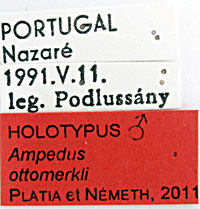 PORTUGAL
Nazaré
1991.V.11.
leg. Podlussány
HOLOTYPUS ♂
Ampedus
ottomerkli
PLATIA et NÉMETH, 2011